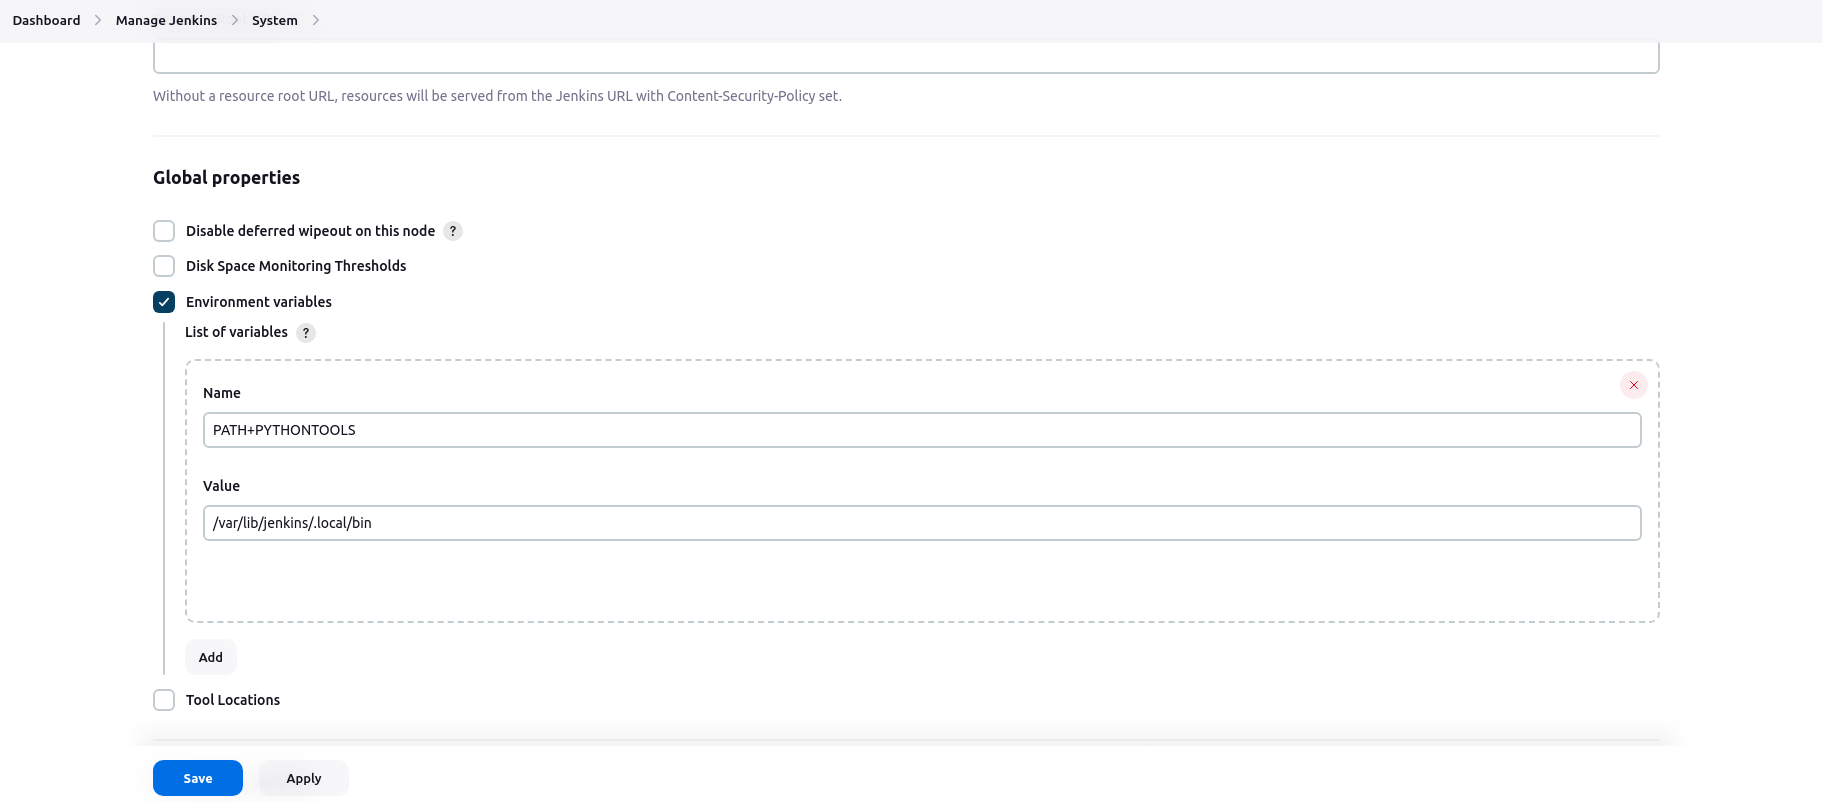 Dashboard > Manage Jenkins > System >
Without a resource root URL, resources will be served from the Jenkins URL with Content-Security-Policy set.
Global properties
Disable deferred wipeout on this node ?
Disk Space Monitoring Thresholds
Environment variables
List of variables ?
Name
PATH+PYTHONTOOLS
Value
/var/lib/jenkins/.local/bin
Add
Tool Locations
Save Apply